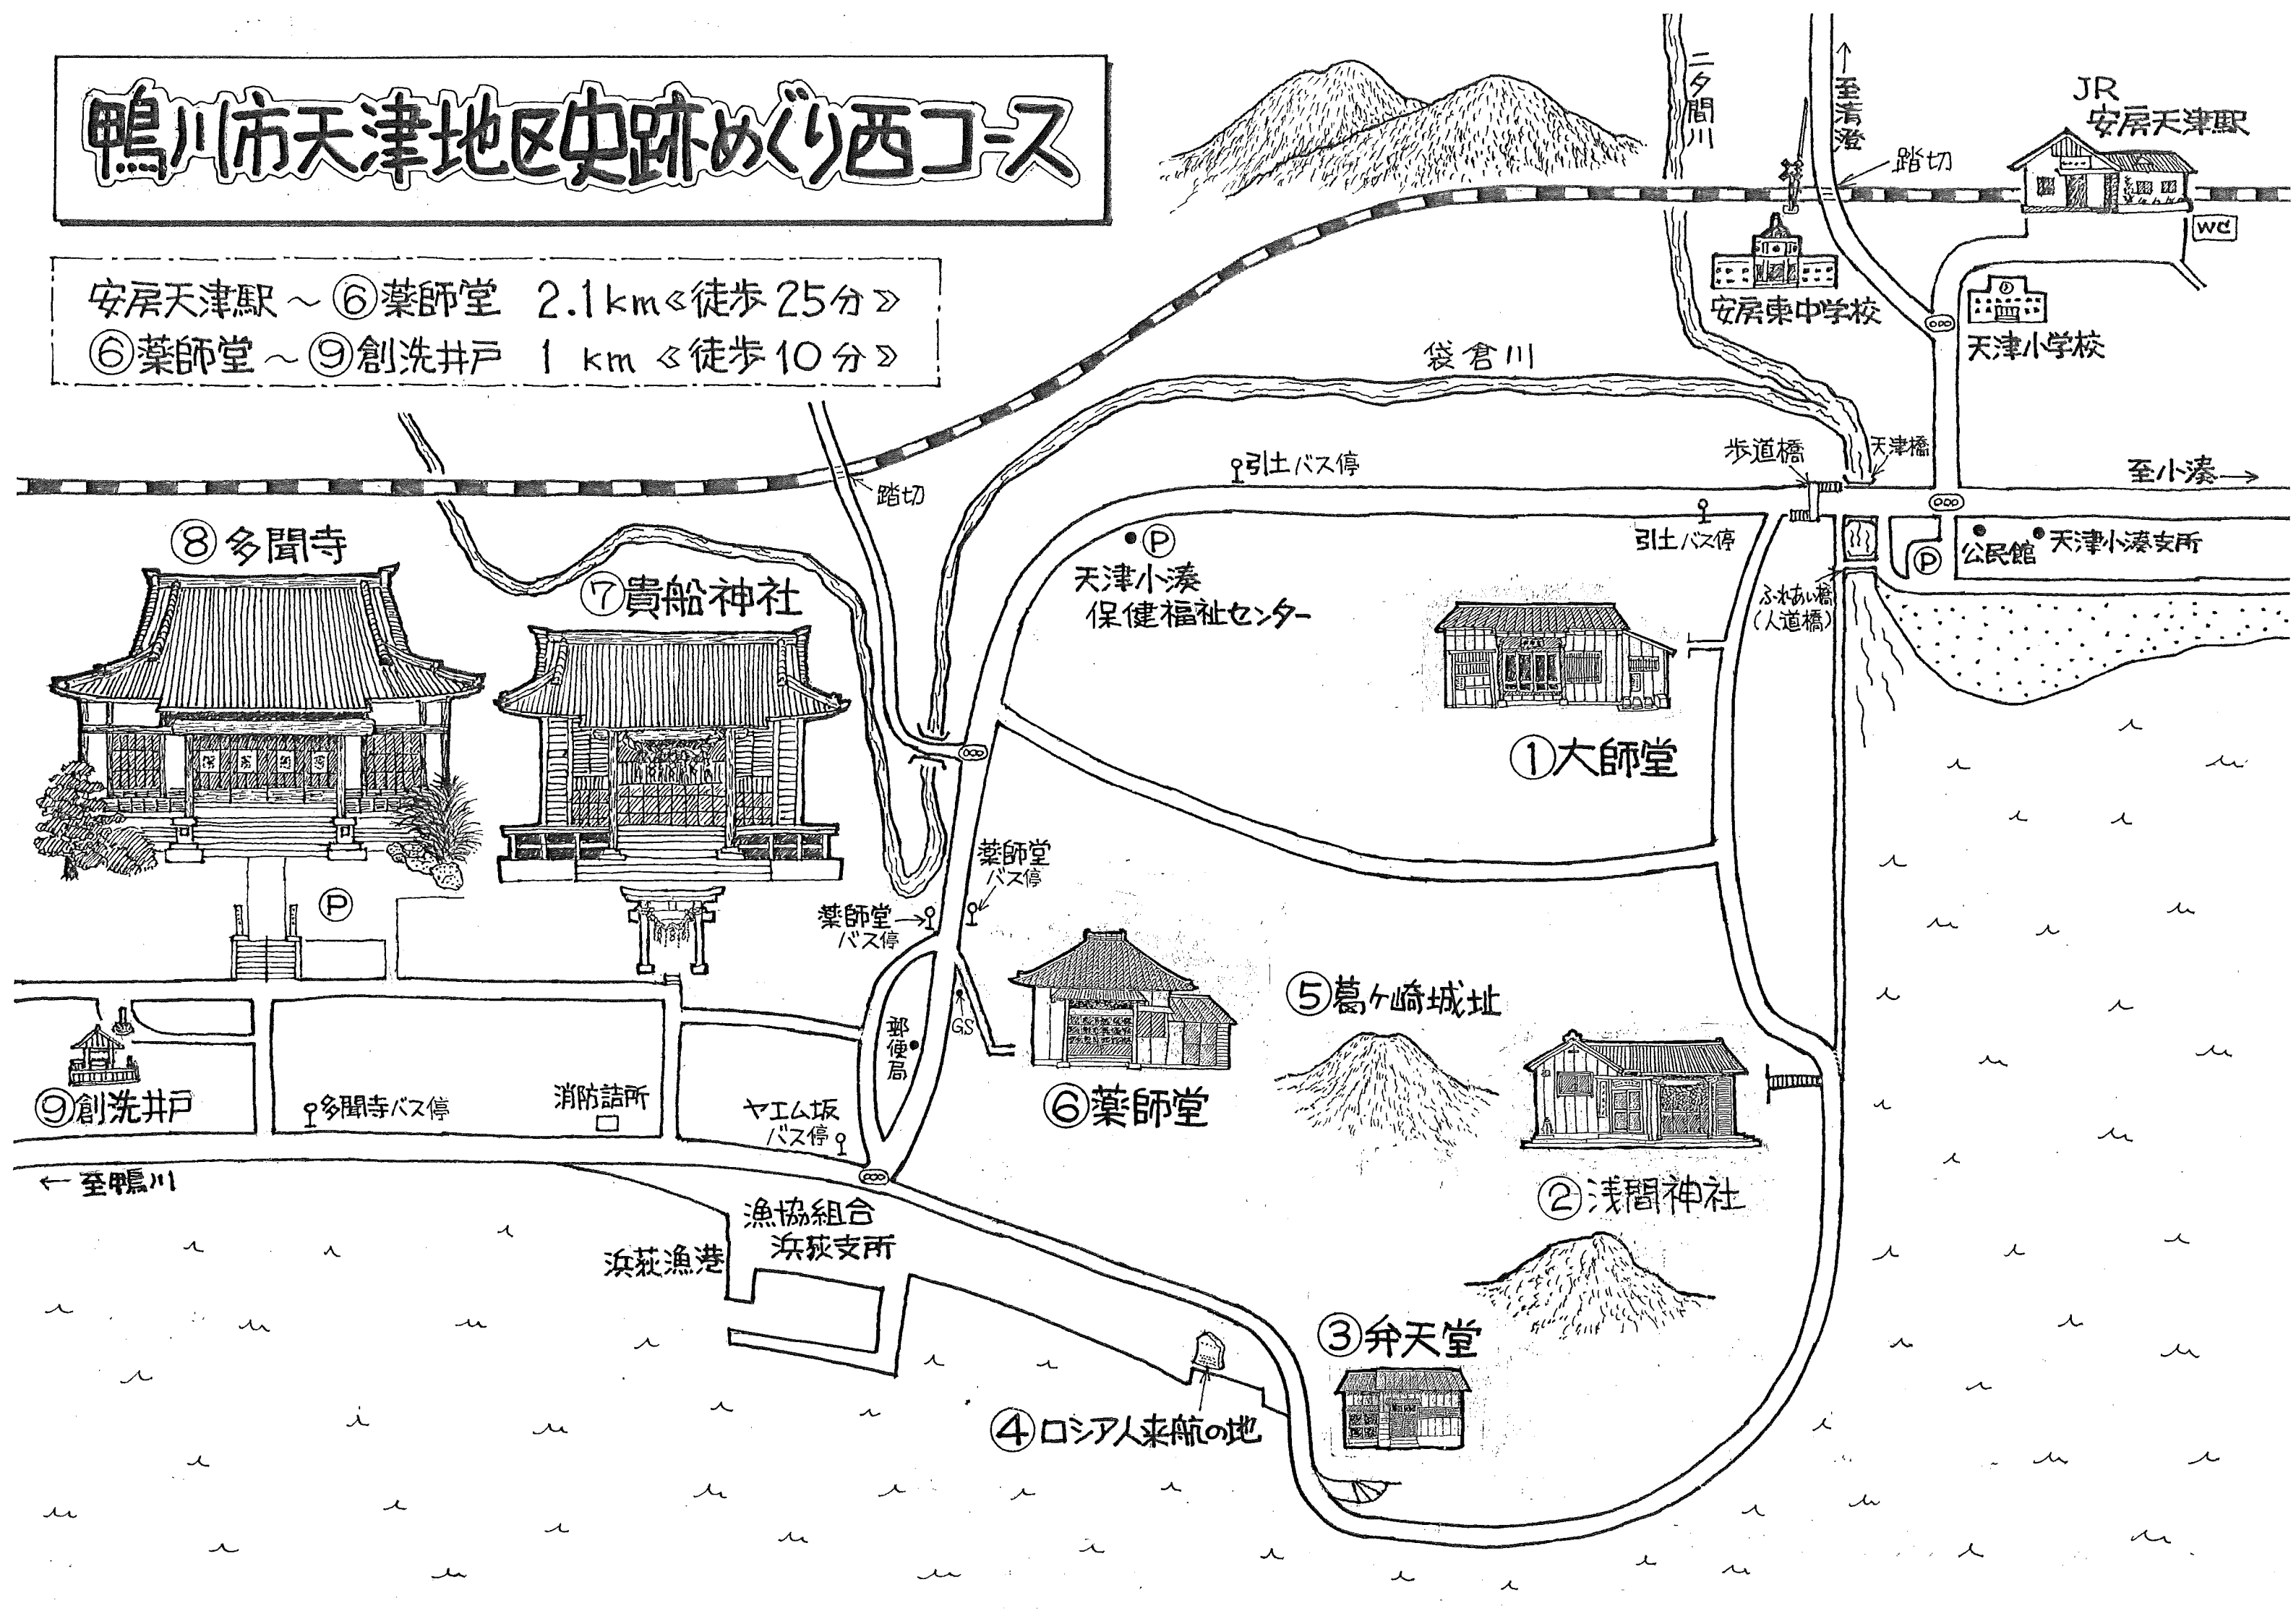 鴨川市天津地区史跡めぐり西コース
安房天津駅～⑥薬師堂 2.1km≪徒歩25分≫
⑥薬師堂～⑨創洗井戸 1km≪徒歩10分≫
二タ間川
↑至清澄
JR
安房天津駅
踏切
WC
安房東中学校
天津小学校
袋倉川
歩道橋
天津橋
至小湊→
引土バス停
引土バス停
踏切
Ⓟ
天津小湊
保健福祉センター
Ⓟ
公民館
天津小湊支所
ふれあい橋
(人道橋)
⑧多聞寺
⑦貴船神社
①大師堂
Ⓟ
薬師堂
バス停
薬師堂
バス停
GS
郵便局
⑥薬師堂
⑤葛ケ崎城址
②浅間神社
⑨創洗井戸
多聞寺バス停
消防詰所
ヤエム坂
バス停
←至鴨川
漁協組合
浜荻支所
浜荻漁港
③弁天堂
④ロシア人来航の地